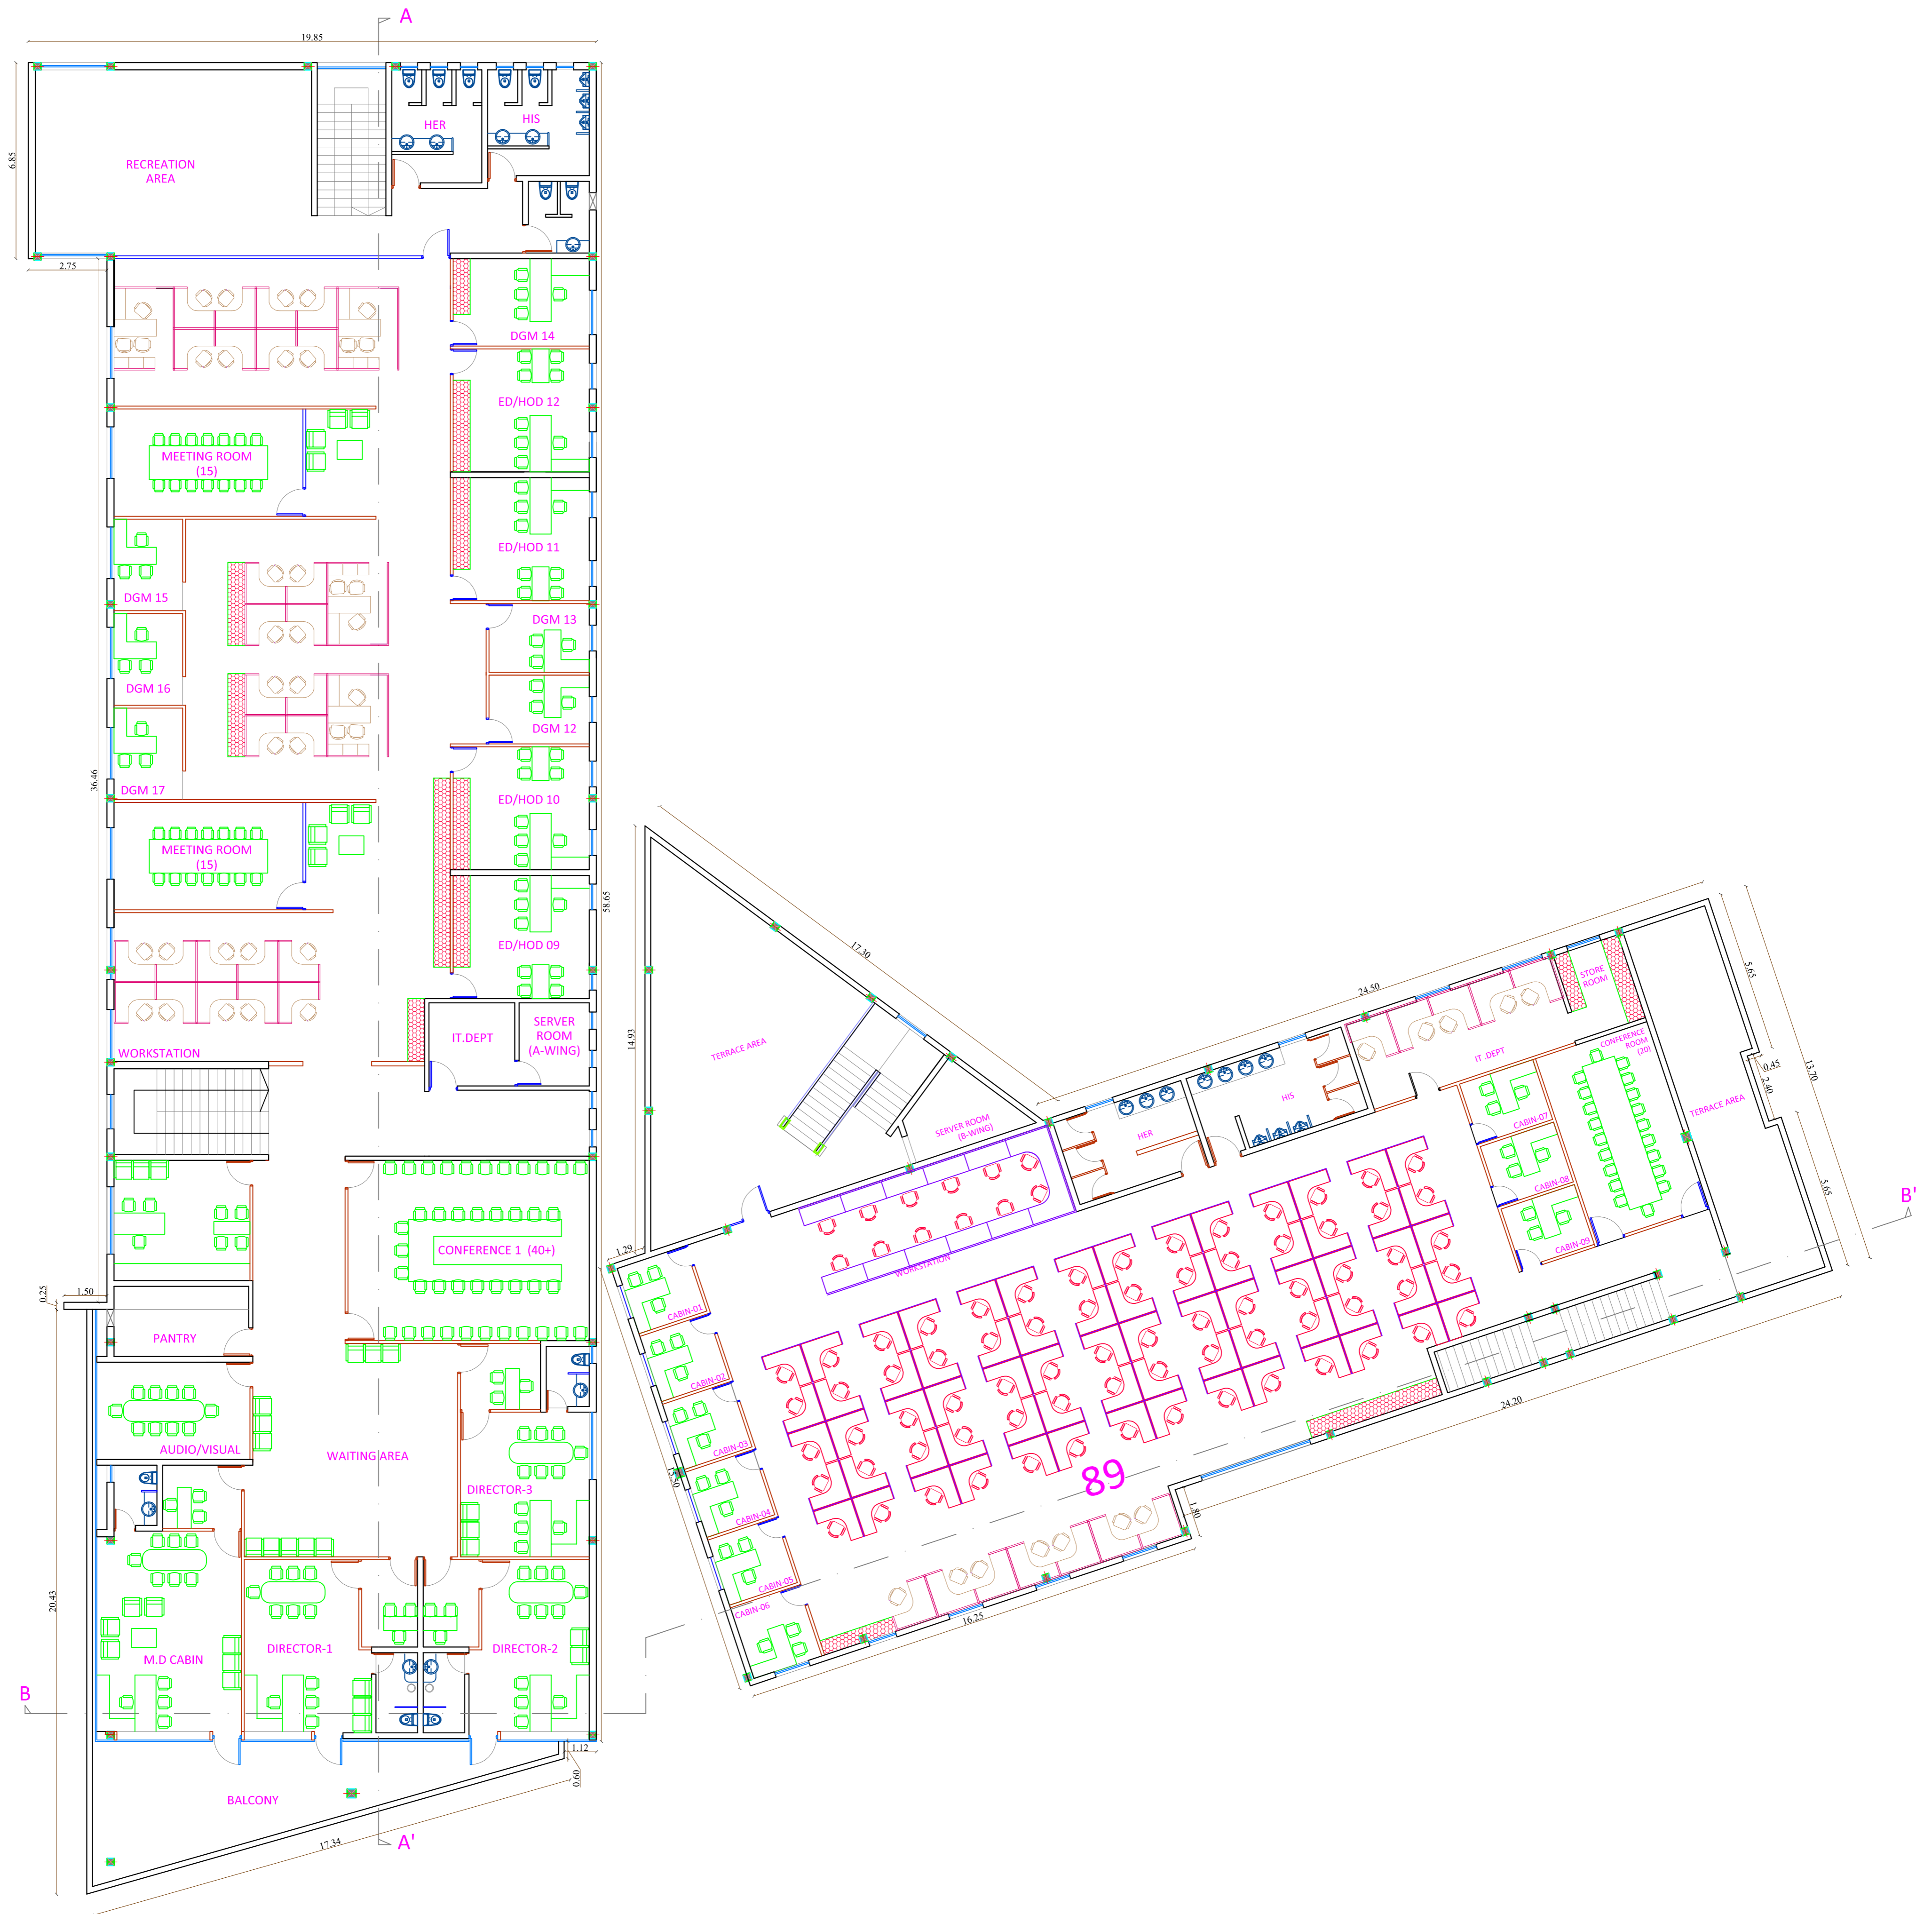 A
19.85
6.85
HER
HIS
RECREATION
AREA
2.75
DGM 14
ED/HOD 12
MEETING ROOM
(15)
ED/HOD 11
DGM 15
DGM 13
DGM 16
DGM 12
36.46
DGM 17
ED/HOD 10
MEETING ROOM
(15)
58.65
ED/HOD 09
WORKSTATION
IT.DEPT
SERVER
ROOM
(A-WING)
CONFERENCE 1 (40+)
0.25
1.50
PANTRY
AUDIO/VISUAL
WAITING AREA
DIRECTOR-3
20.43
M.D CABIN
DIRECTOR-1
DIRECTOR-2
B
1.12
0.60
BALCONY
17.34
A'
14.93
17.30
TERRACE AREA
SERVER ROOM
(B-WING)
24.50
HER
HIS
IT .DEPT
STORE
ROOM
CONFERENCE
ROOM
(20)
TERRACE AREA
5.65
0.45
2.40
13.70
5.65
CABIN-07
CABIN-08
CABIN-09
B'
1.29
WORKSTATION
CABIN-01
CABIN-02
CABIN-03
CABIN-04
CABIN-05
CABIN-06
15.50
89
1.80
24.20
16.25